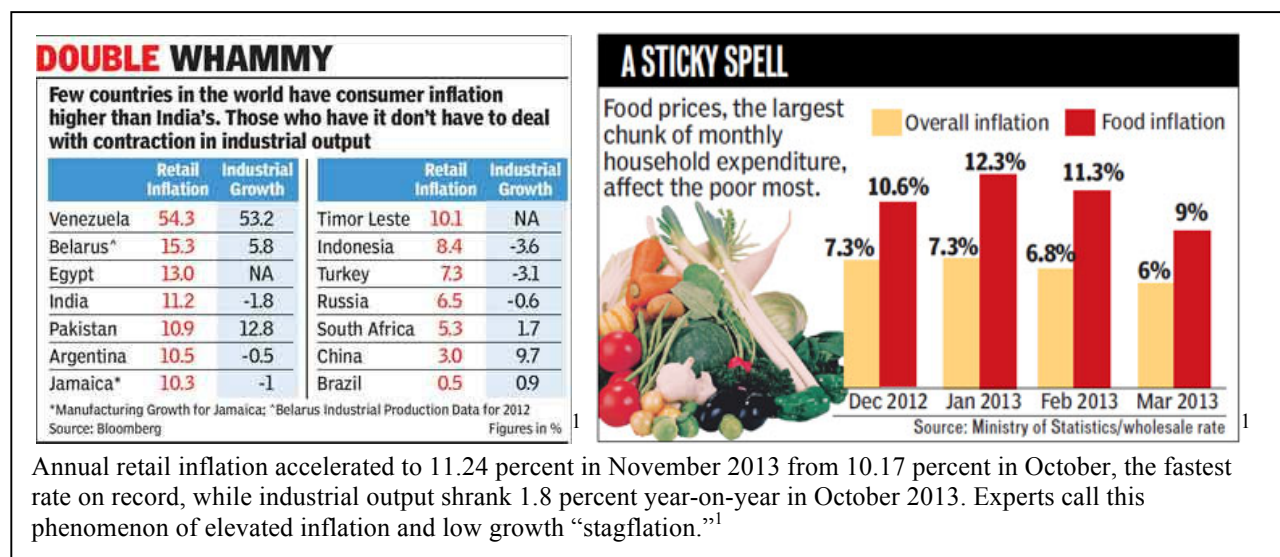 DOUBLE WHAMMY
Few countries in the world have consumer inflation
higher than India's. Those who have it don't have to deal
with contraction in industrial output
Retail Inflation Industrial Growth
Venezuela 54.3 53.2
Belarus^ 15.3 5.8
Egypt 13.0 NA
India 11.2 -1.8
Pakistan 10.9 12.8
Argentina 10.5 -0.5
Jamaica* 10.3 -1
Retail Inflation Industrial Growth
Timor Leste 10.1 NA
Indonesia 8.4 -3.6
Turkey 7.3 -3.1
Russia 6.5 -0.6
South Africa 5.3 1.7
China 3.0 9.7
Brazil 0.5 0.9
*Manufacturing Growth for Jamaica; ^Belarus Industrial Production Data for 2012
Source: Bloomberg Figures in %
1
A STICKY SPELL
Food prices, the largest
chunk of monthly
household expenditure,
affect the poor most.
Overall inflation Food inflation
7.3% 10.6% 7.3% 12.3% 6.8% 11.3% 6% 9%
Dec 2012 Jan 2013 Feb 2013 Mar 2013
Source: Ministry of Statistics/wholesale rate
1
Annual retail inflation accelerated to 11.24 percent in November 2013 from 10.17 percent in October, the fastest
rate on record, while industrial output shrank 1.8 percent year-on-year in October 2013. Experts call this
phenomenon of elevated inflation and low growth “stagflation.”1